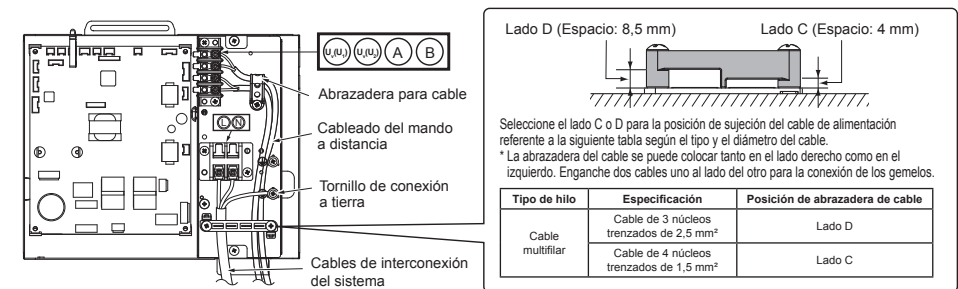 Uᵥ(U₁) Uᵥ(U₂) A B
L N
Abrazadera para cable
Cableado del mando
a distancia
Tornillo de conexión
a tierra
Cables de interconexión
del sistema
Lado D (Espacio: 8,5 mm) Lado C (Espacio: 4 mm)
Seleccione el lado C o D para la posición de sujeción del cable de alimentación
referente a la siguiente tabla según el tipo y el diámetro del cable.
* La abrazadera del cable se puede colocar tanto en el lado derecho como en el
izquierdo. Enganche dos cables uno al lado del otro para la conexión de los gemelos.
Tipo de hilo Especificación Posición de abrazadera de cable
Cable
multifilar
Cable de 3 núcleos
trenzados de 2,5 mm²
Lado D
Cable de 4 núcleos
trenzados de 1,5 mm²
Lado C